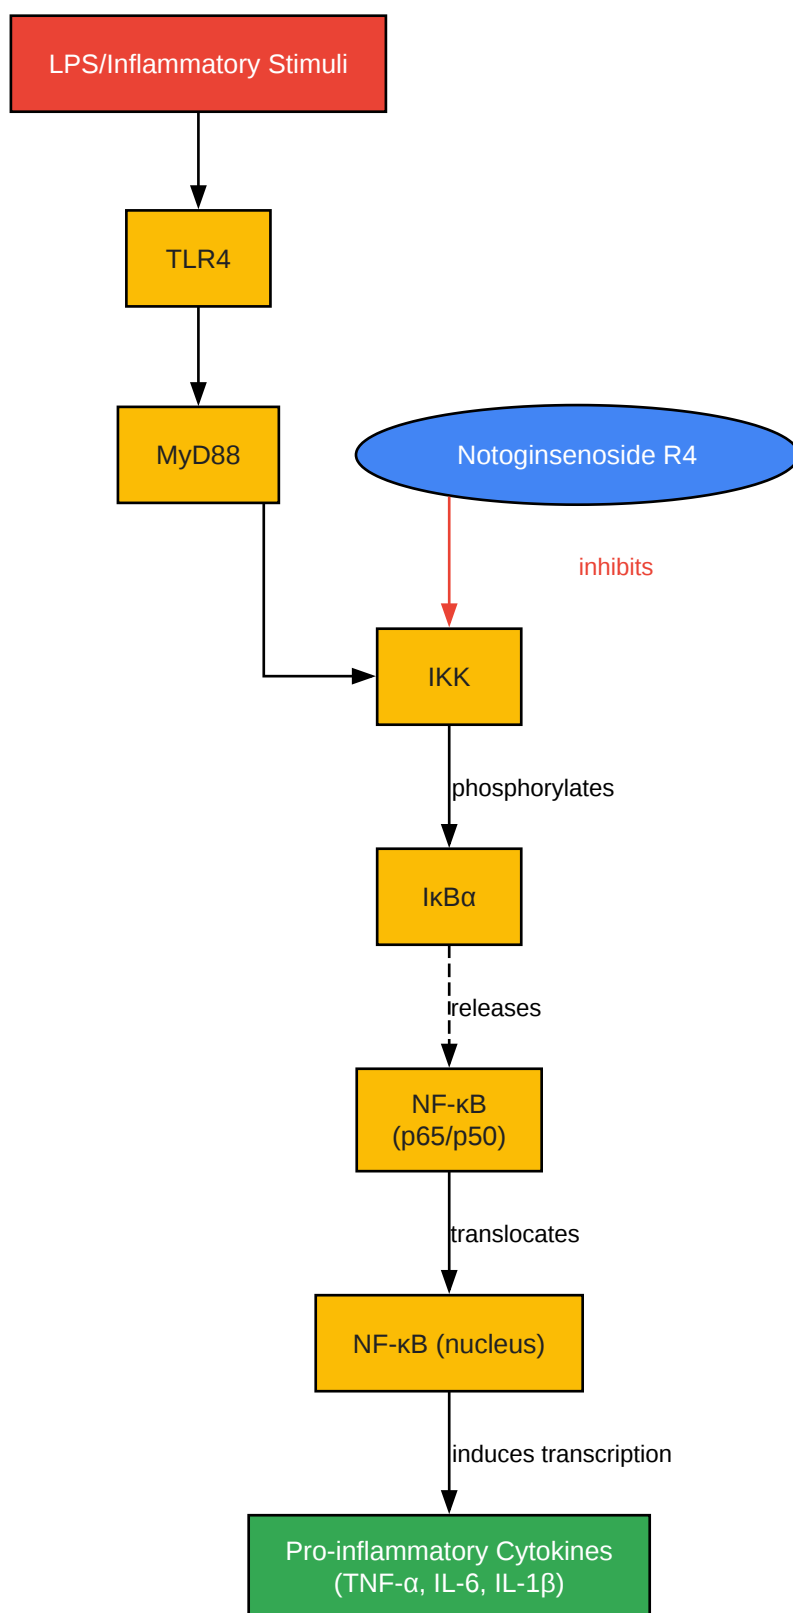 LPS/Inflammatory Stimuli
TLR4
MyD88
Notoginsenoside R4
inhibits
IKK
phosphorylates
IκBα
releases
NF-κB
(p65/p50)
translocates
NF-κB (nucleus)
induces transcription
Pro-inflammatory Cytokines
(TNF-α, IL-6, IL-1β)